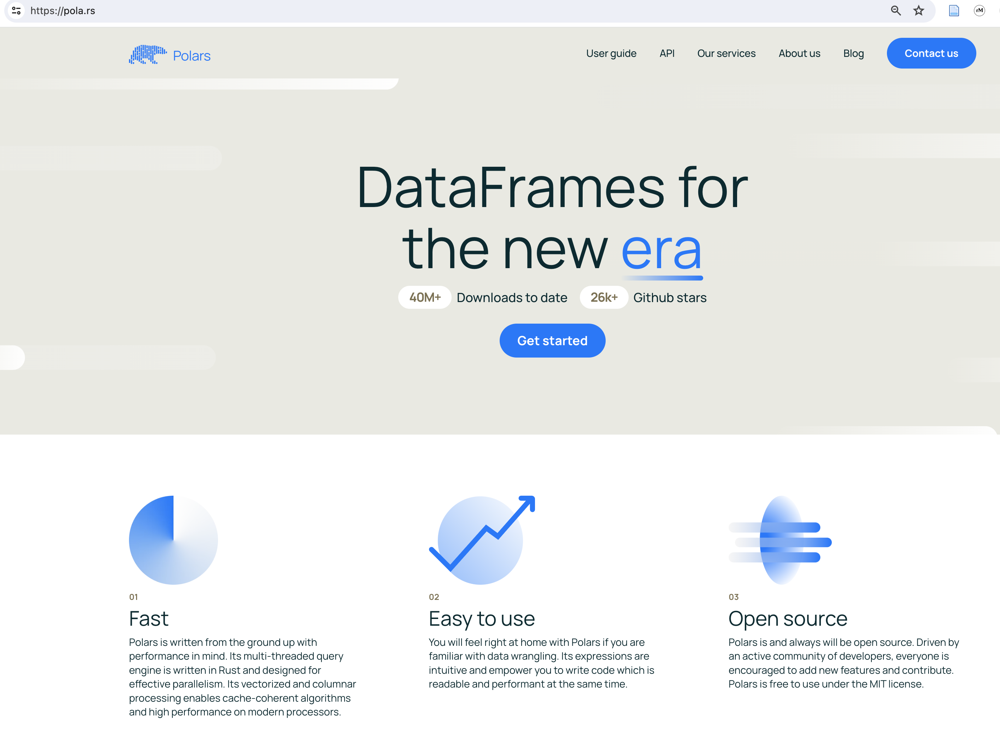 https://pola.rs
rM
Polars
User guide
API
Our services
About us
Blog
Contact us
DataFrames for
the new era
40M+ Downloads to date
26k+ Github stars
Get started
01
Fast
Polars is written from the ground up with
performance in mind. Its multi-threaded query
engine is written in Rust and designed for
effective parallelism. Its vectorized and columnar
processing enables cache-coherent algorithms
and high performance on modern processors.
02
Easy to use
You will feel right at home with Polars if you are
familiar with data wrangling. Its expressions are
intuitive and empower you to write code which is
readable and performant at the same time.
03
Open source
Polars is and always will be open source. Driven by
an active community of developers, everyone is
encouraged to add new features and contribute.
Polars is free to use under the MIT license.